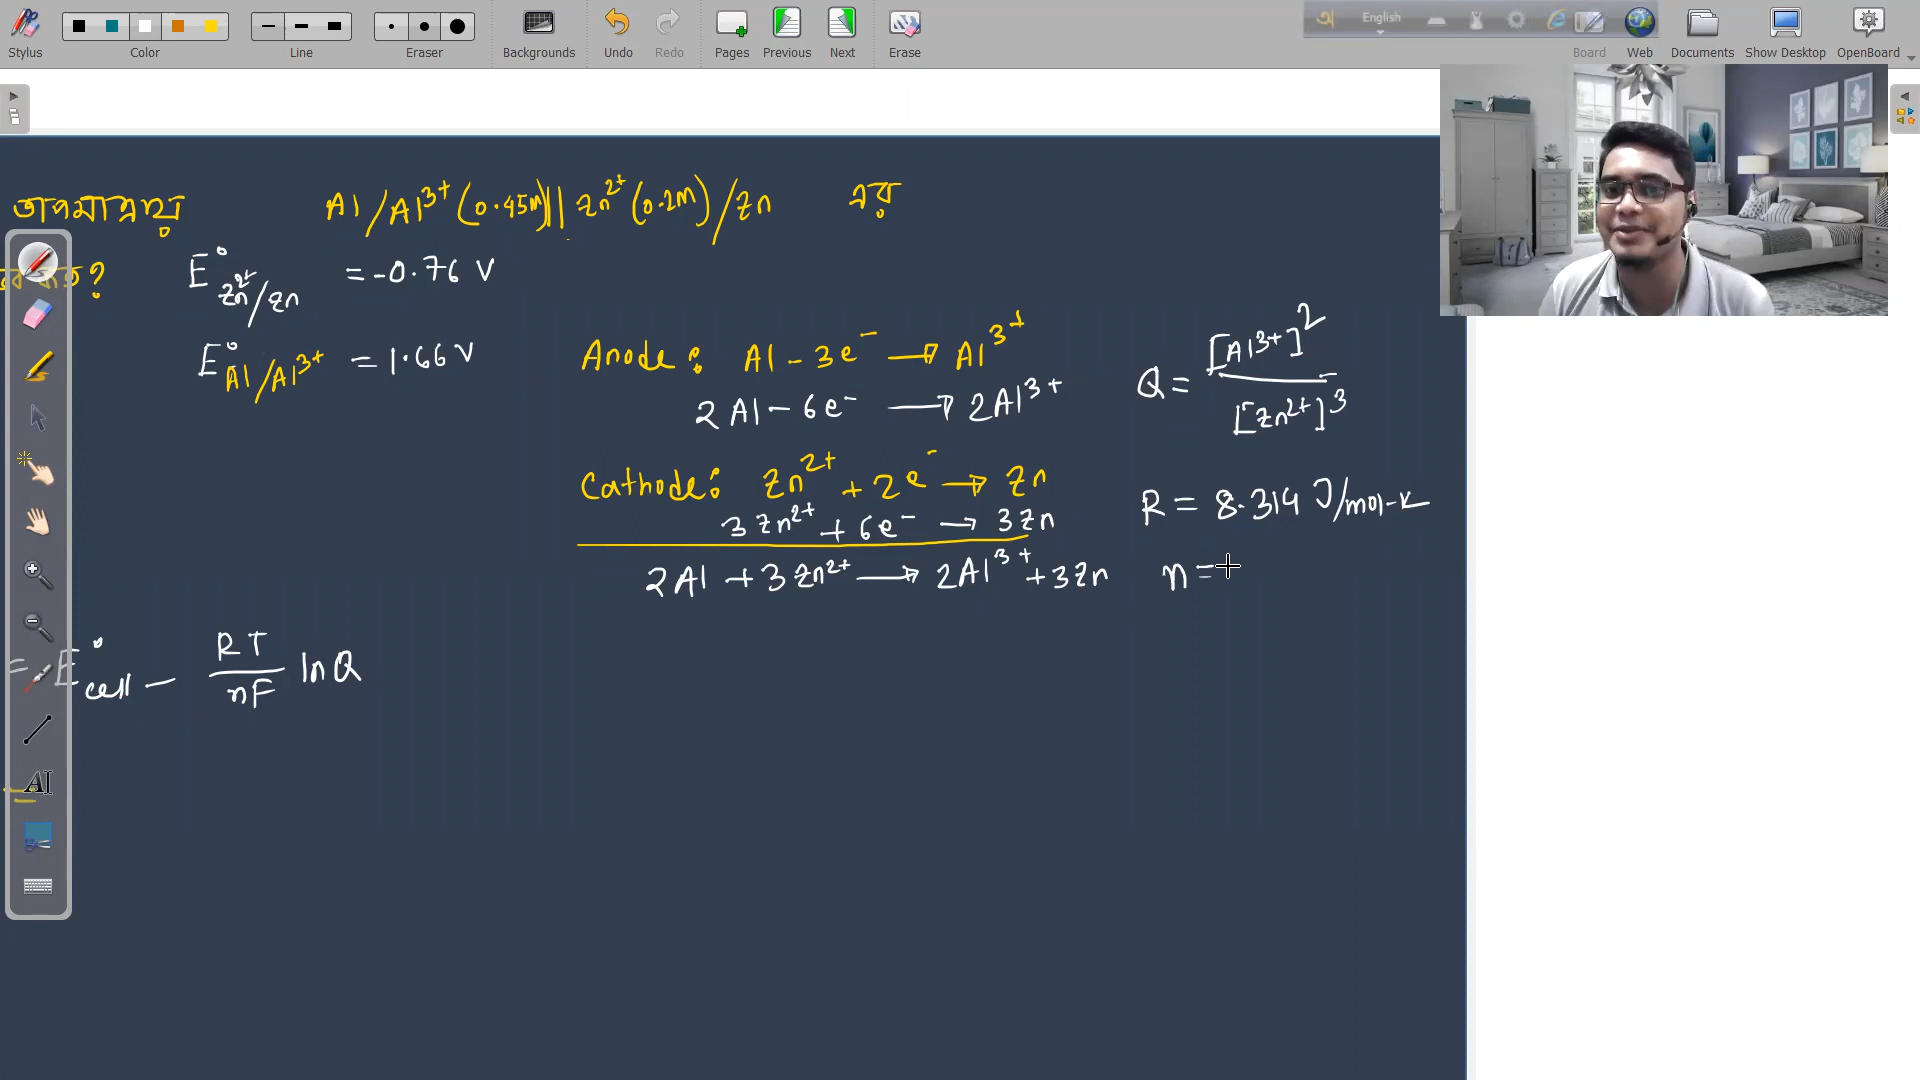 Stylus Color Line Eraser Backgrounds Undo Redo Pages Previous Next Erase Board Web Documents Show Desktop OpenBoard
English
Al/Al³⁺(0.45M)||Zn²⁺(0.2M)/Zn এর
?
E°Zn²⁺/Zn = -0.76 V
E°Al/Al³⁺ = 1.66 V
Anode: Al - 3e⁻ → Al³⁺
2Al - 6e⁻ → 2Al³⁺
Cathode: Zn²⁺ + 2e⁻ → Zn
3Zn²⁺ + 6e⁻ → 3Zn
2Al + 3Zn²⁺ → 2Al³⁺ + 3Zn
Q = [Al³⁺]² / [Zn²⁺]³
R = 8.314 J/mol-K
n =
= E°cell - RT/nF lnQ